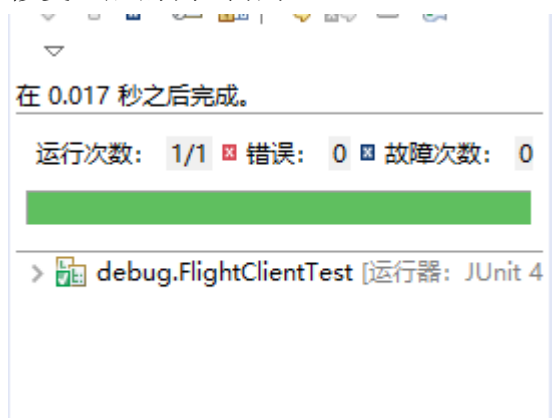 在 0.017 秒之后完成。
运行次数： 1/1 错误： 0 故障次数： 0
debug.FlightClientTest [运行器：JUnit 4